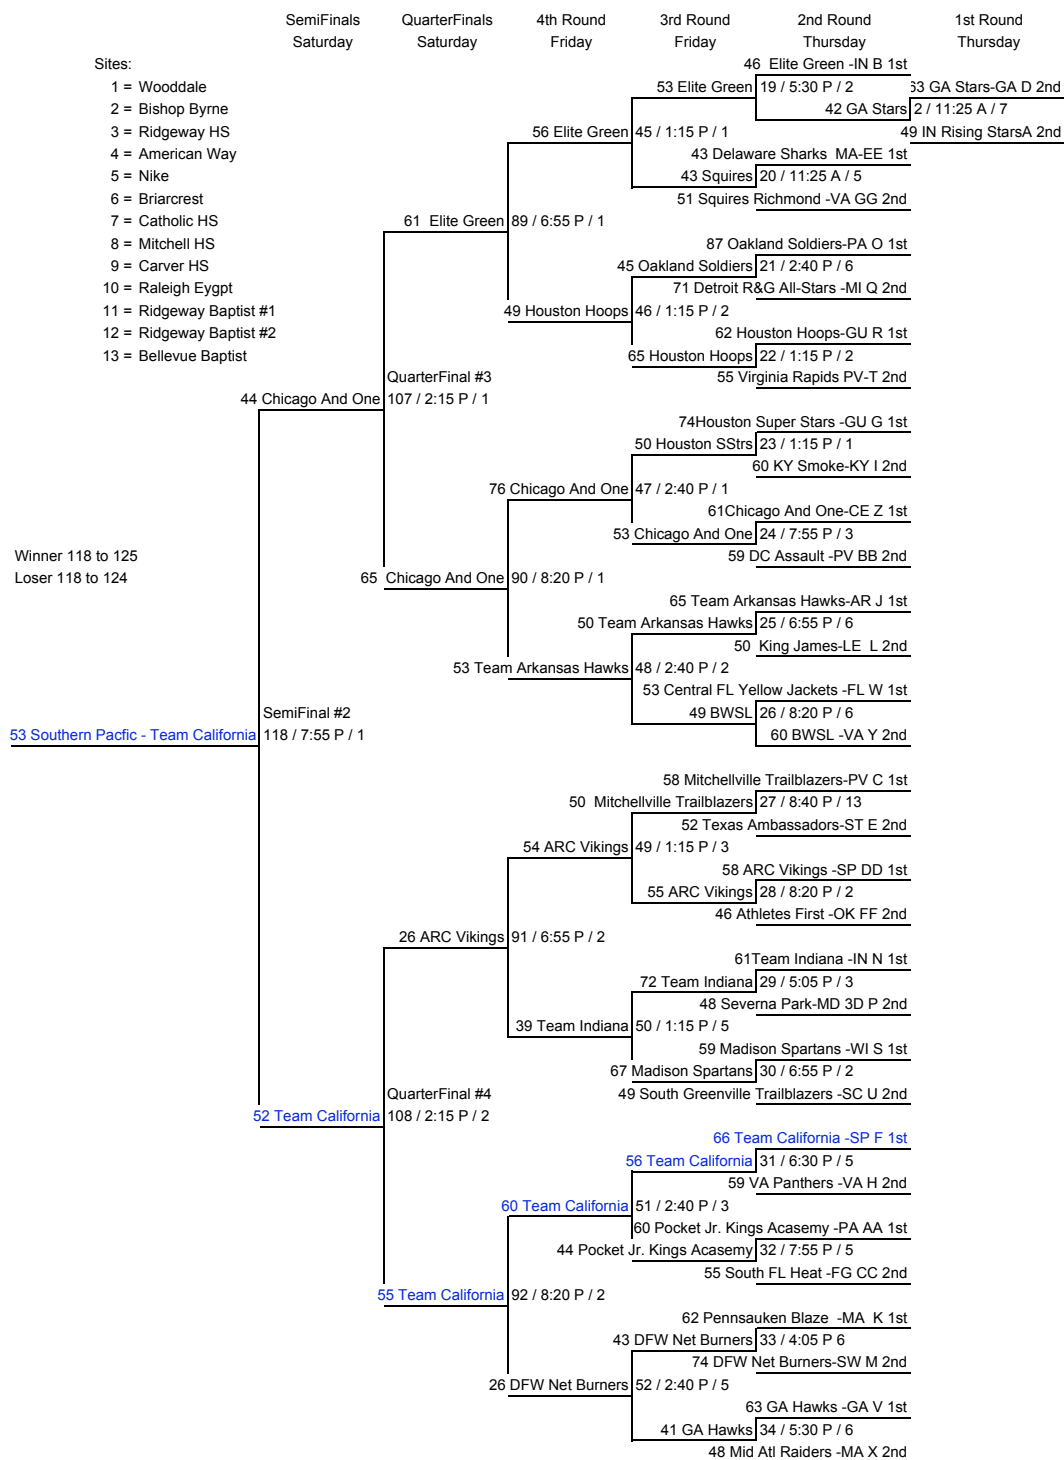 SemiFinals QuarterFinals 4th Round 3rd Round 2nd Round 1st Round
Saturday Saturday Friday Friday Thursday Thursday
Sites:
1 = Wooddale
2 = Bishop Byrne
3 = Ridgeway HS
4 = American Way
5 = Nike
6 = Briarcrest
7 = Catholic HS
8 = Mitchell HS
9 = Carver HS
10 = Raleigh Eygpt
11 = Ridgeway Baptist #1
12 = Ridgeway Baptist #2
13 = Bellevue Baptist
46 Elite Green -IN B 1st
53 Elite Green 19 / 5:30 P / 2 63 GA Stars-GA D 2nd
42 GA Stars 2 / 11:25 A / 7
56 Elite Green 45 / 1:15 P / 1 49 IN Rising StarsA 2nd
43 Delaware Sharks MA-EE 1st
43 Squires 20 / 11:25 A / 5
51 Squires Richmond -VA GG 2nd
61 Elite Green 89 / 6:55 P / 1
87 Oakland Soldiers-PA O 1st
45 Oakland Soldiers 21 / 2:40 P / 6
71 Detroit R&G All-Stars -MI Q 2nd
49 Houston Hoops 46 / 1:15 P / 2
62 Houston Hoops-GU R 1st
65 Houston Hoops 22 / 1:15 P / 2
QuarterFinal #3 55 Virginia Rapids PV-T 2nd
44 Chicago And One 107 / 2:15 P / 1
74Houston Super Stars -GU G 1st
50 Houston SStrs 23 / 1:15 P / 1
60 KY Smoke-KY I 2nd
76 Chicago And One 47 / 2:40 P / 1
61Chicago And One-CE Z 1st
53 Chicago And One 24 / 7:55 P / 3
Winner 118 to 125 59 DC Assault -PV BB 2nd
Loser 118 to 124 65 Chicago And One 90 / 8:20 P / 1
65 Team Arkansas Hawks-AR J 1st
50 Team Arkansas Hawks 25 / 6:55 P / 6
50 King James-LE L 2nd
53 Team Arkansas Hawks 48 / 2:40 P / 2
53 Central FL Yellow Jackets -FL W 1st
SemiFinal #2 49 BWSL 26 / 8:20 P / 6
53 Southern Pacfic - Team California 118 / 7:55 P / 1 60 BWSL -VA Y 2nd
58 Mitchellville Trailblazers-PV C 1st
50 Mitchellville Trailblazers 27 / 8:40 P / 13
52 Texas Ambassadors-ST E 2nd
54 ARC Vikings 49 / 1:15 P / 3
58 ARC Vikings -SP DD 1st
55 ARC Vikings 28 / 8:20 P / 2
46 Athletes First -OK FF 2nd
26 ARC Vikings 91 / 6:55 P / 2
61Team Indiana -IN N 1st
72 Team Indiana 29 / 5:05 P / 3
48 Severna Park-MD 3D P 2nd
39 Team Indiana 50 / 1:15 P / 5
59 Madison Spartans -WI S 1st
67 Madison Spartans 30 / 6:55 P / 2
QuarterFinal #4 49 South Greenville Trailblazers -SC U 2nd
52 Team California 108 / 2:15 P / 2
66 Team California -SP F 1st
56 Team California 31 / 6:30 P / 5
59 VA Panthers -VA H 2nd
60 Team California 51 / 2:40 P / 3
60 Pocket Jr. Kings Acasemy -PA AA 1st
44 Pocket Jr. Kings Acasemy 32 / 7:55 P / 5
55 South FL Heat -FG CC 2nd
55 Team California 92 / 8:20 P / 2
62 Pennsauken Blaze -MA K 1st
43 DFW Net Burners 33 / 4:05 P 6
74 DFW Net Burners-SW M 2nd
26 DFW Net Burners 52 / 2:40 P / 5
63 GA Hawks -GA V 1st
41 GA Hawks 34 / 5:30 P / 6
48 Mid Atl Raiders -MA X 2nd